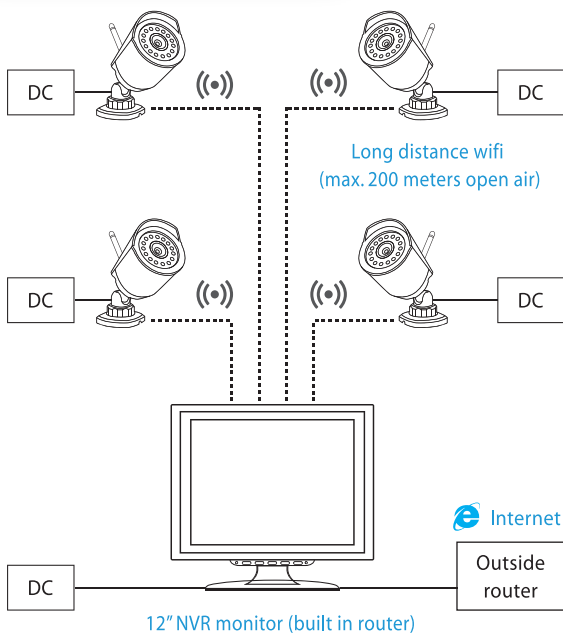 DC
DC
Long distance wifi
(max. 200 meters open air)
DC
DC
Internet
Outside
router
DC
12” NVR monitor (built in router)